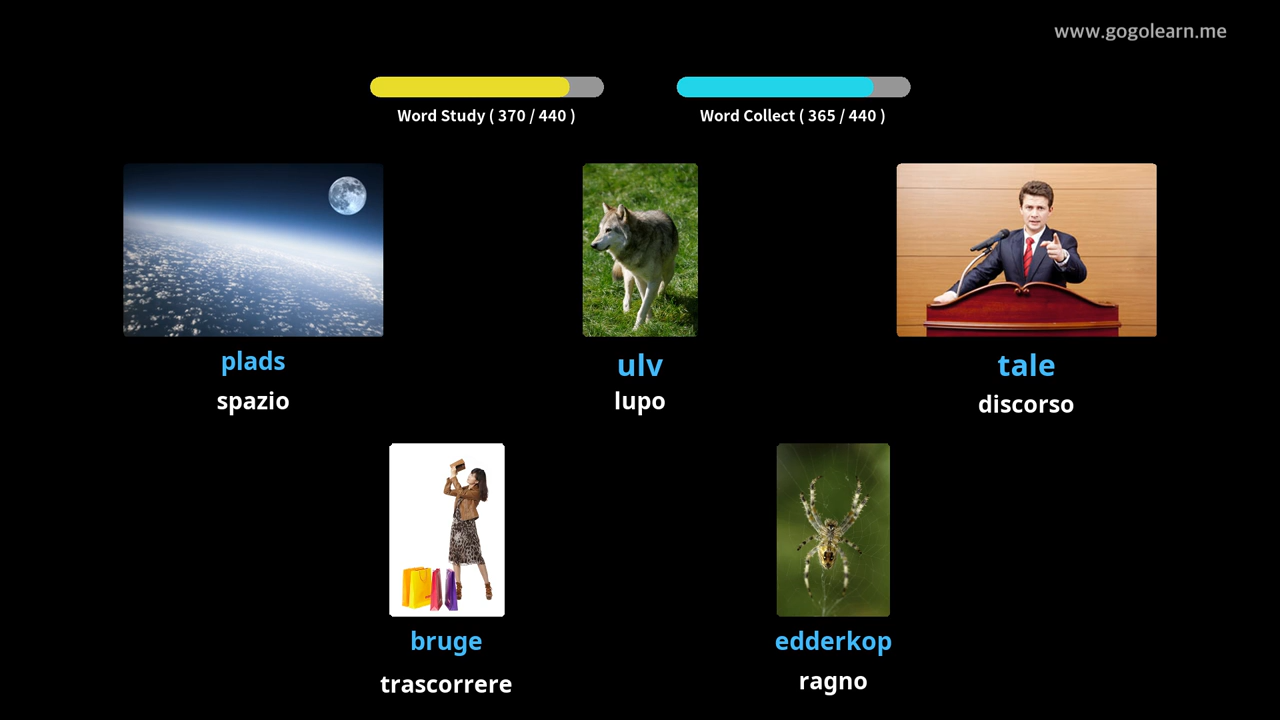 www.gogolearn.me
Word Study ( 370 / 440 )
Word Collect ( 365 / 440 )
plads
spazio
ulv
lupo
tale
discorso
bruge
trascorrere
edderkop
ragno